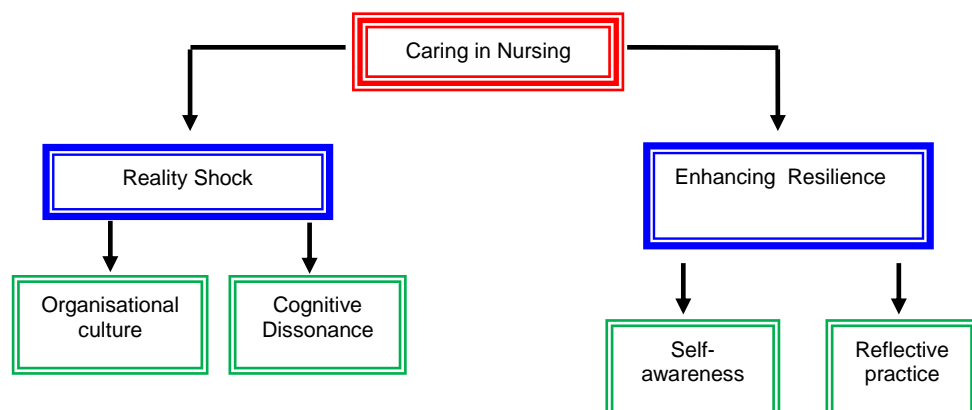 Caring in Nursing
Reality Shock
Enhancing Resilience
Organisational
culture
Cognitive
Dissonance
Self-
awareness
Reflective
practice